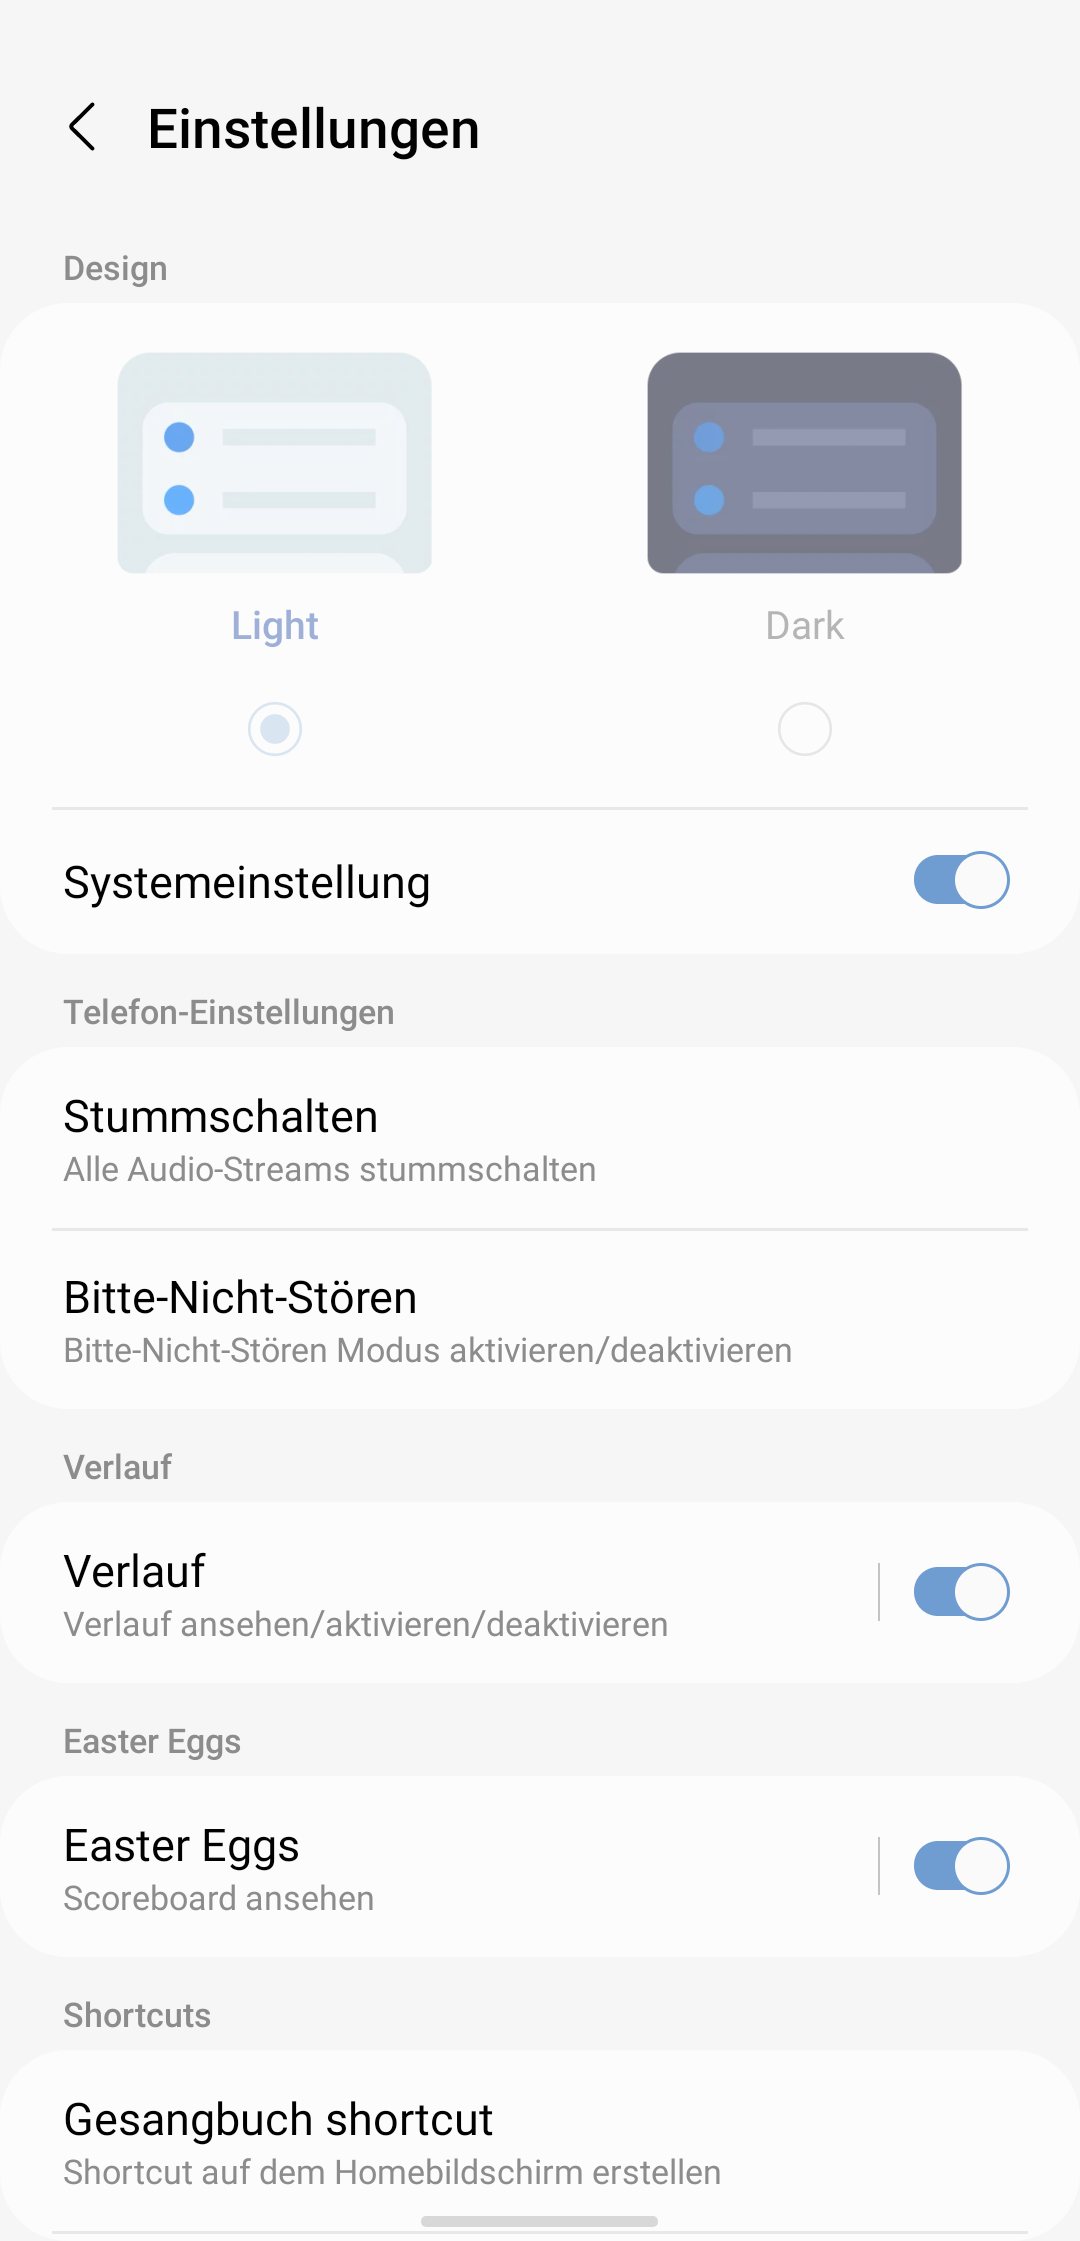 Einstellungen
Design
Light
Dark
Systemeinstellung
Telefon-Einstellungen
Stummschalten
Alle Audio-Streams stummschalten
Bitte-Nicht-Stören
Bitte-Nicht-Stören Modus aktivieren/deaktivieren
Verlauf
Verlauf
Verlauf ansehen/aktivieren/deaktivieren
Easter Eggs
Easter Eggs
Scoreboard ansehen
Shortcuts
Gesangbuch shortcut
Shortcut auf dem Homebildschirm erstellen